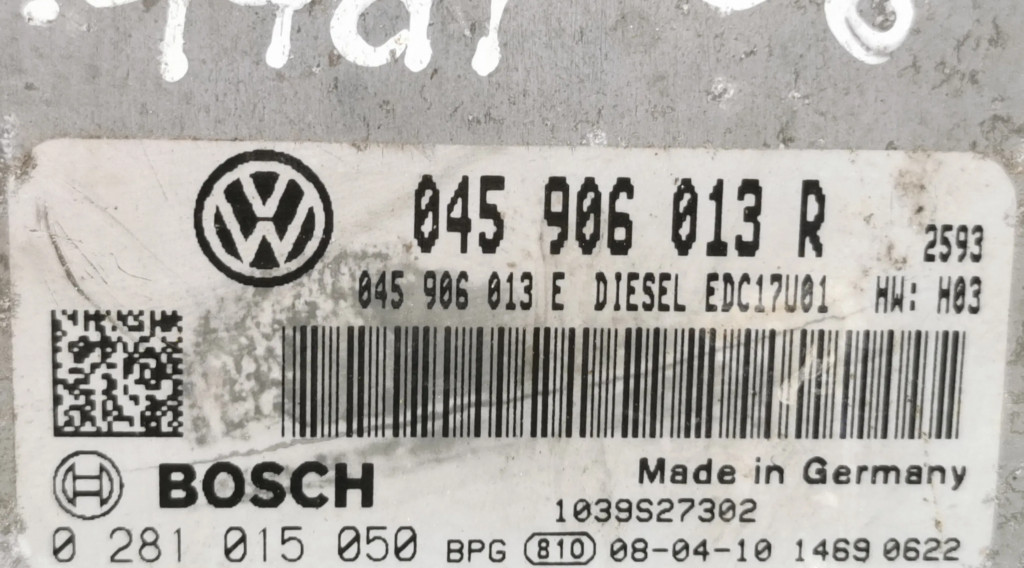 045 906 013 R
2593
045 906 013 E DIESEL EDC17U01 HW: H03
BOSCH
Made in Germany
1039S27302
0 281 015 050 BPG 810 08-04-10 1469 0622